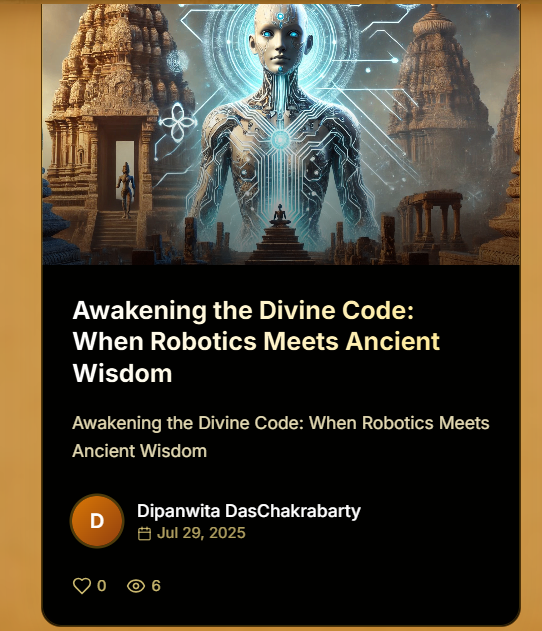 Awakening the Divine Code:
When Robotics Meets Ancient
Wisdom
Awakening the Divine Code: When Robotics Meets
Ancient Wisdom
D
Dipanwita DasChakrabarty
Jul 29, 2025
0 6